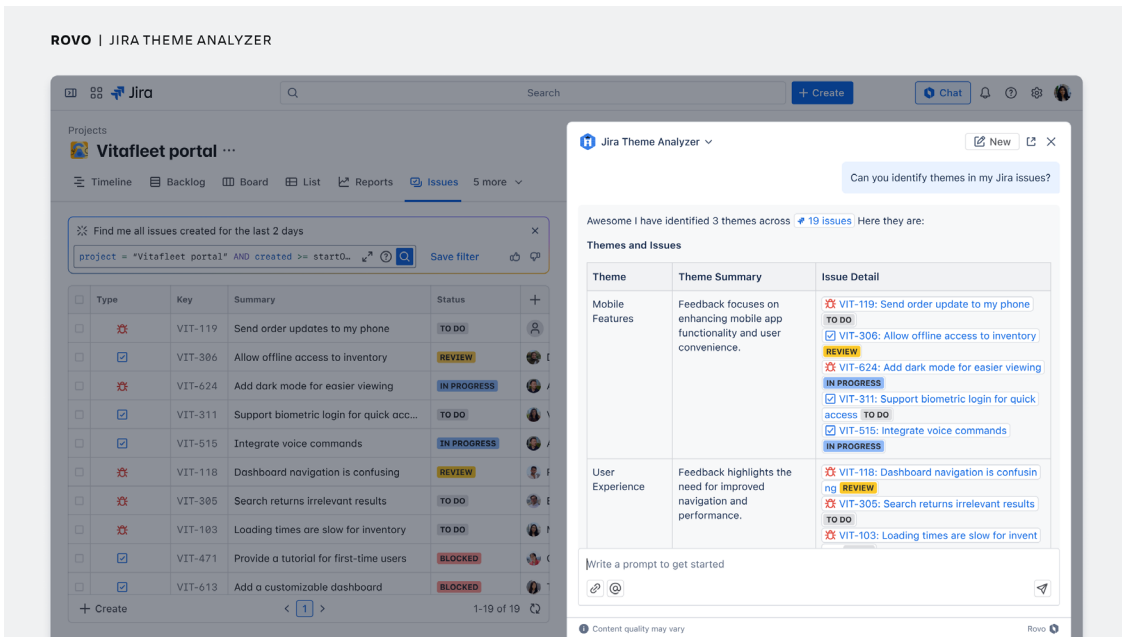 ROVO | JIRA THEME ANALYZER
Jira
Search
+ Create
Chat
Projects
Vitafleet portal ···
Timeline Backlog Board List Reports Issues 5 more
Find me all issues created for the last 2 days
project = "Vitafleet portal" AND created >= startO…
Save filter
Type Key Summary Status
VIT-119 Send order updates to my phone TO DO
VIT-306 Allow offline access to inventory REVIEW
VIT-624 Add dark mode for easier viewing IN PROGRESS
VIT-311 Support biometric login for quick acc... TO DO
VIT-515 Integrate voice commands IN PROGRESS
VIT-118 Dashboard navigation is confusing REVIEW
VIT-305 Search returns irrelevant results TO DO
VIT-103 Loading times are slow for inventory TO DO
VIT-471 Provide a tutorial for first-time users BLOCKED
VIT-613 Add a customizable dashboard BLOCKED
+ Create
< 1 >
1-19 of 19
Jira Theme Analyzer
New
Can you identify themes in my Jira issues?
Awesome I have identified 3 themes across 19 issues Here they are:
Themes and Issues
Theme Theme Summary Issue Detail
Mobile
Features
Feedback focuses on
enhancing mobile app
functionality and user
convenience.
VIT-119: Send order update to my phone
TO DO
VIT-306: Allow offline access to inventory
REVIEW
VIT-624: Add dark mode for easier viewing
IN PROGRESS
VIT-311: Support biometric login for quick
access TO DO
VIT-515: Integrate voice commands
IN PROGRESS
User
Experience
Feedback highlights the
need for improved
navigation and
performance.
VIT-118: Dashboard navigation is confusin
ng REVIEW
VIT-305: Search returns irrelevant results
TO DO
VIT-103: Loading times are slow for invent
Write a prompt to get started
@
Content quality may vary
Rovo